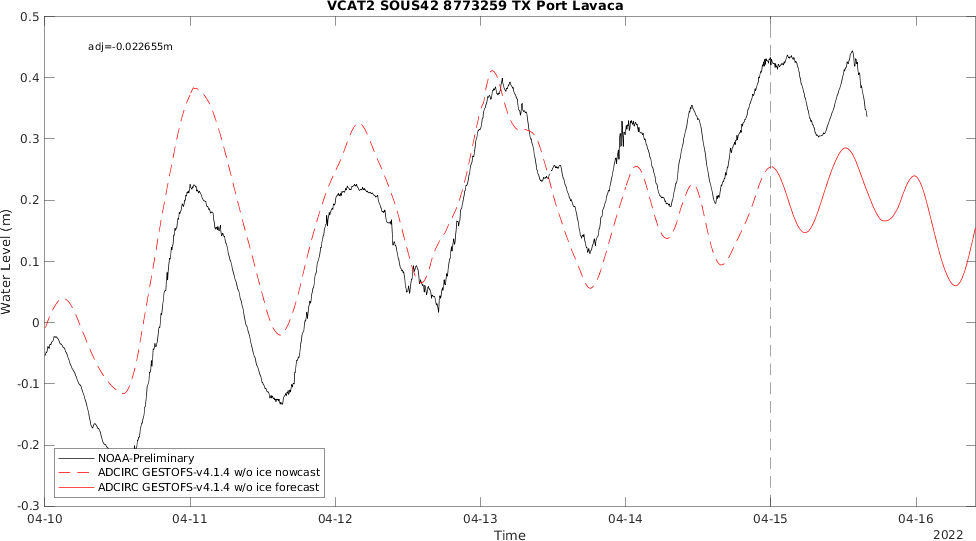 VCAT2 SOUS42 8773259 TX Port Lavaca
adj=-0.022655m
Water Level (m)
0.5
0.4
0.3
0.2
0.1
0
-0.1
-0.2
-0.3
NOAA-Preliminary
ADCIRC GESTOFS-v4.1.4 w/o ice nowcast
ADCIRC GESTOFS-v4.1.4 w/o ice forecast
04-10 04-11 04-12 04-13 04-14 04-15 04-16
Time
2022